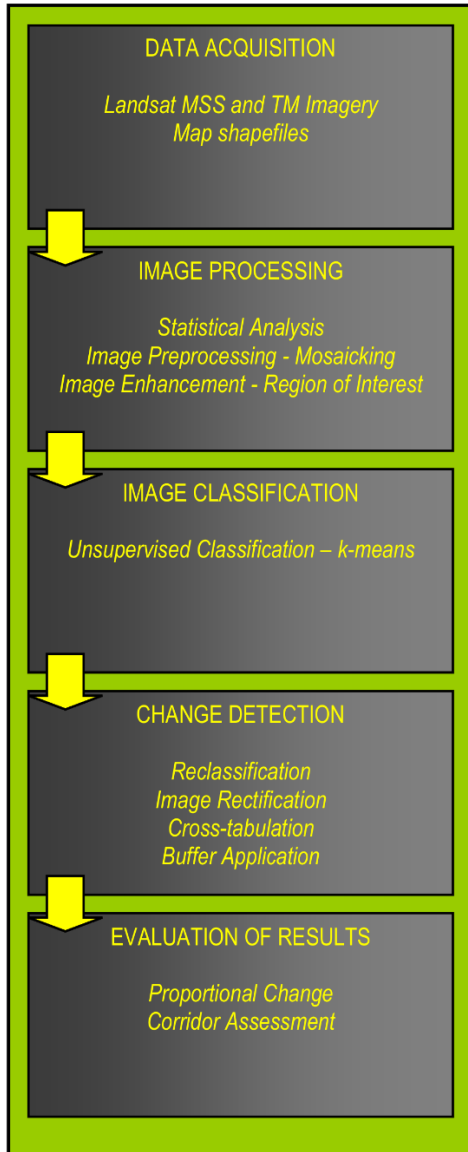 DATA ACQUISITION
Landsat MSS and TM Imagery
Map shapefiles
IMAGE PROCESSING
Statistical Analysis
Image Preprocessing - Mosaicking
Image Enhancement - Region of Interest
IMAGE CLASSIFICATION
Unsupervised Classification – k-means
CHANGE DETECTION
Reclassification
Image Rectification
Cross-tabulation
Buffer Application
EVALUATION OF RESULTS
Proportional Change
Corridor Assessment